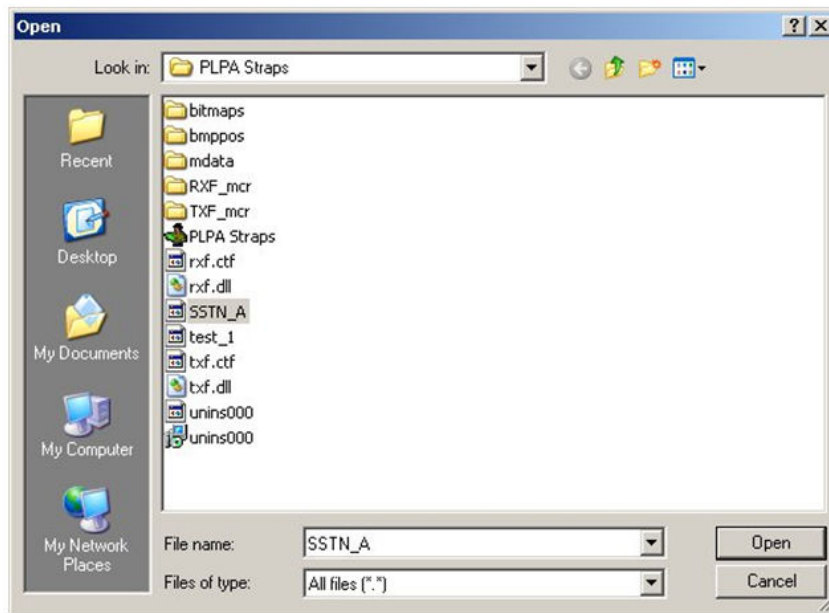 Open
Look in: PLPA Straps
bitmaps
bmppos
mdata
RXF_mcr
TXF_mcr
PLPA Straps
rxf.ctf
rxf.dll
SSTN_A
test_1
txf.ctf
txf.dll
unins000
unins000
Recent
Desktop
My Documents
My Computer
My Network
Places
File name: SSTN_A
Open
Files of type: All files (*.*)
Cancel